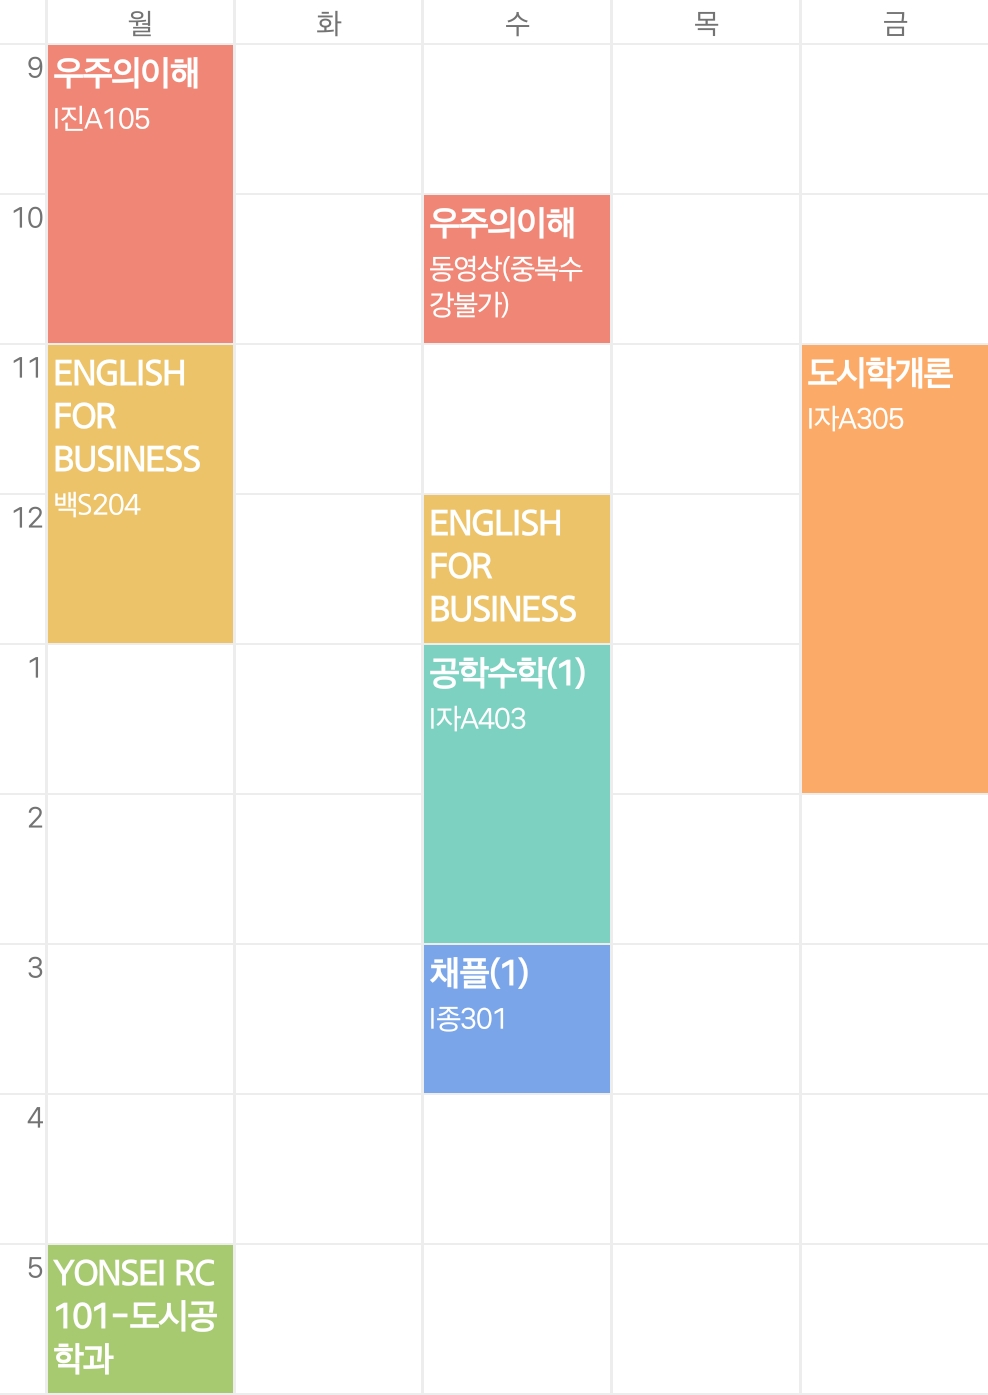 월 화 수 목 금
9
우주의이해
I진A105
10
우주의이해
동영상(중복수
강불가)
11
ENGLISH
FOR
BUSINESS
백S204
도시학개론
I자A305
12
ENGLISH
FOR
BUSINESS
1
공학수학(1)
I자A403
2
3
채플(1)
I종301
4
5
YONSEI RC
101-도시공
학과